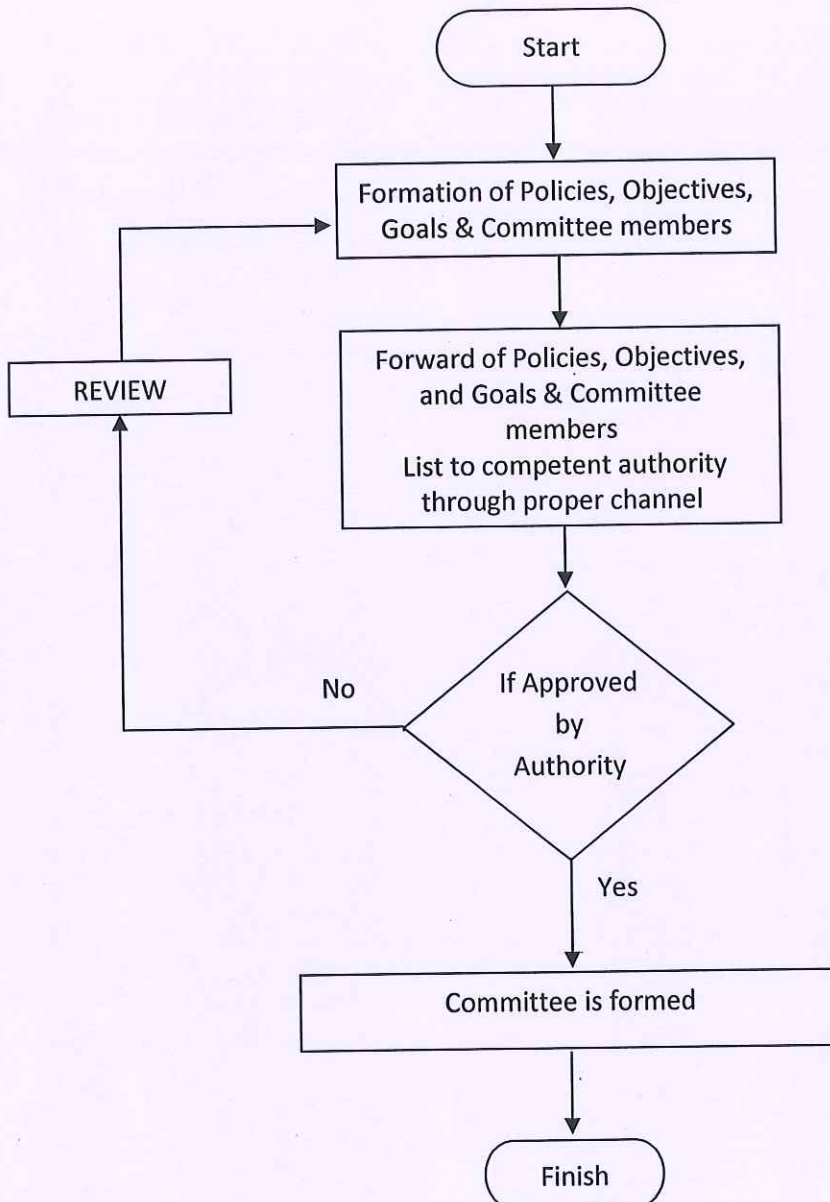 Start
Formation of Policies, Objectives,
Goals & Committee members
REVIEW
Forward of Policies, Objectives,
and Goals & Committee
members
List to competent authority
through proper channel
No
If Approved
by
Authority
Yes
Committee is formed
Finish